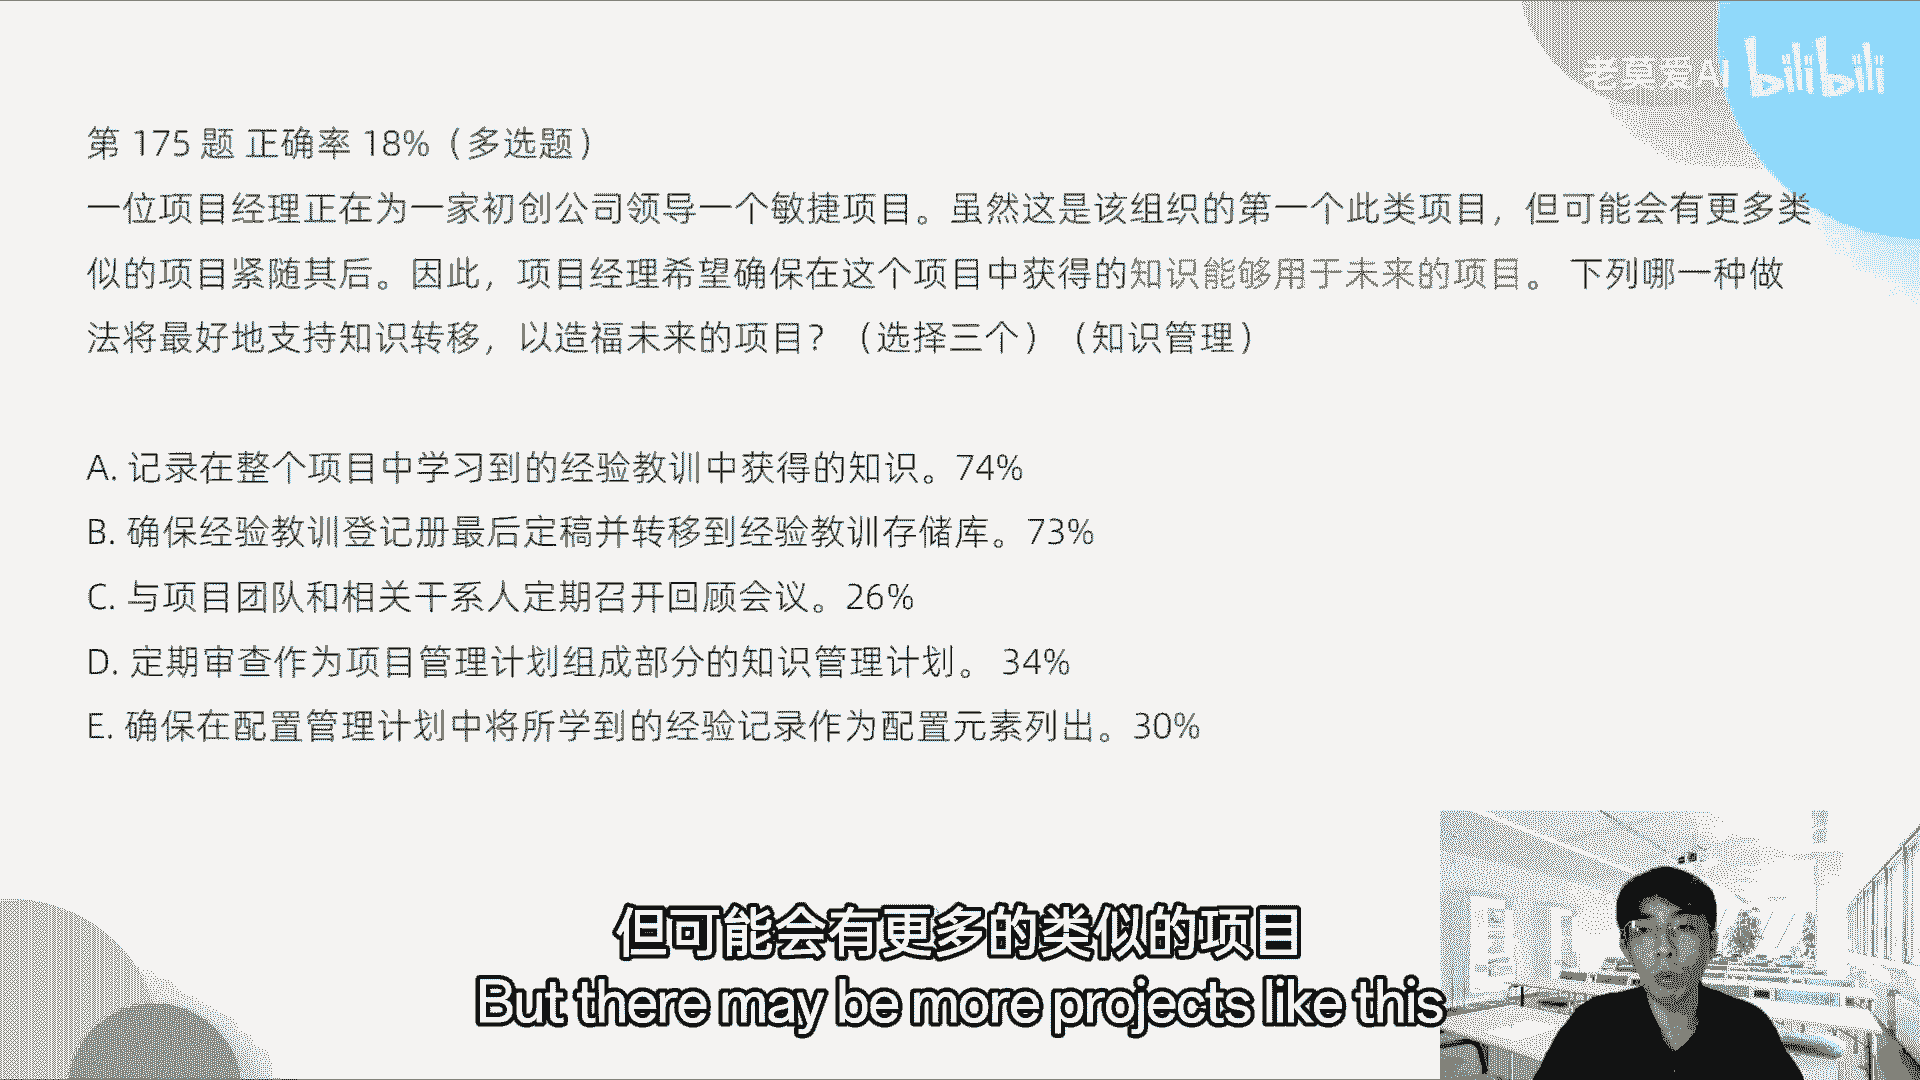 老莫爱AI bilibili
第 175 题 正确率 18%（多选题）
一位项目经理正在为一家初创公司领导一个敏捷项目。虽然这是该组织的第一个此类项目，但可能会有更多类
似的项目紧随其后。因此，项目经理希望确保在这个项目中获得的知识能够用于未来的项目。 下列哪一种做
法将最好地支持知识转移，以造福未来的项目？（选择三个）（知识管理）
A. 记录在整个项目中学习到的经验教训中获得的知识。74%
B. 确保经验教训登记册最后定稿并转移到经验教训存储库。73%
C. 与项目团队和相关干系人定期召开回顾会议。26%
D. 定期审查作为项目管理计划组成部分的知识管理计划。 34%
E. 确保在配置管理计划中将所学到的经验记录作为配置元素列出。30%
但可能会有更多的类似的项目
But there may be more projects like this